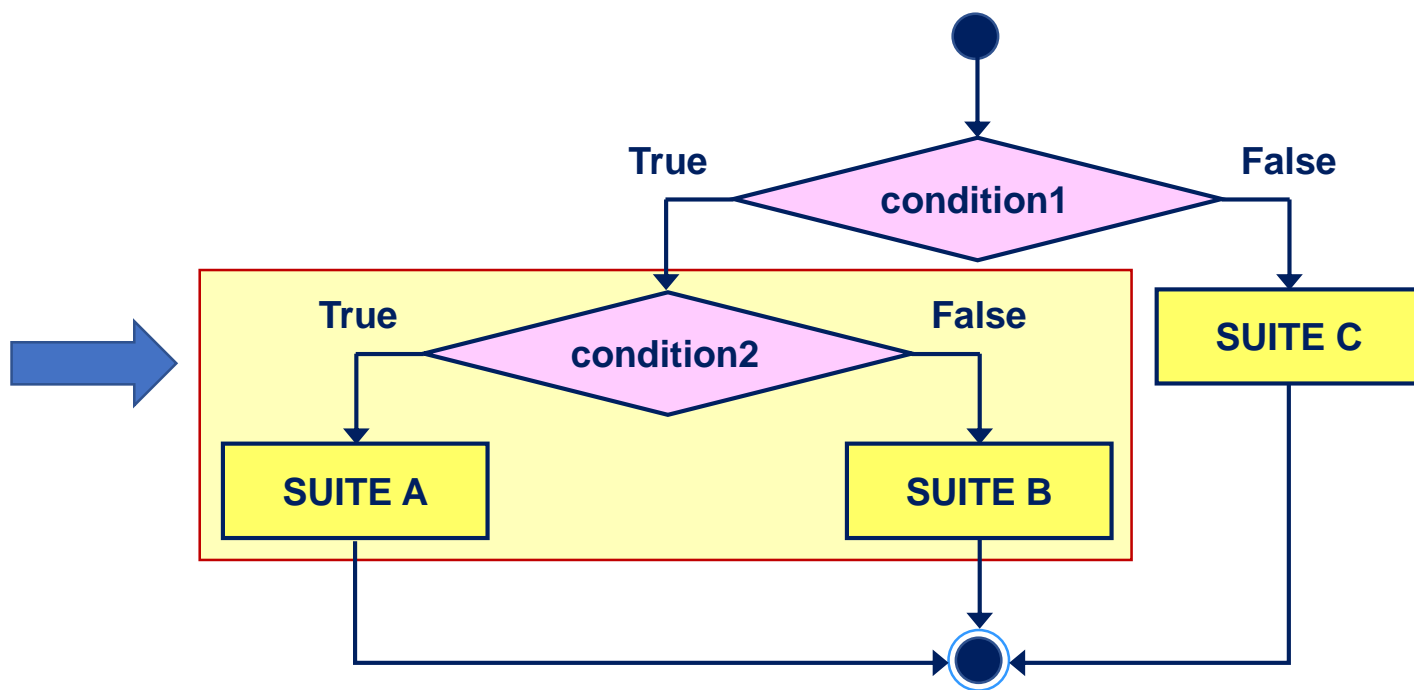 True
False
condition1
True
False
condition2
SUITE C
SUITE A
SUITE B